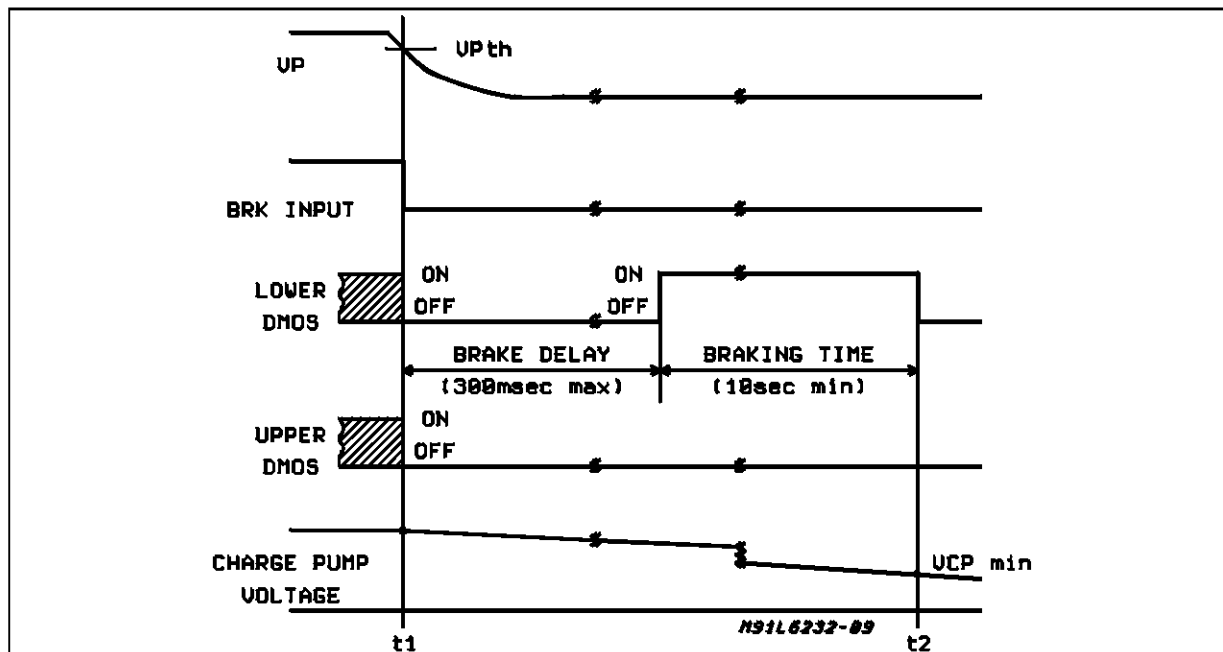 VPth
VP
BRK INPUT
ON ON
LOWER
OFF OFF
DMOS
BRAKE DELAY BRAKING TIME
(300msec max) (10sec min)
ON
UPPER
OFF
DMOS
CHARGE PUMP VCP min
VOLTAGE
M91L6232-09
t1 t2